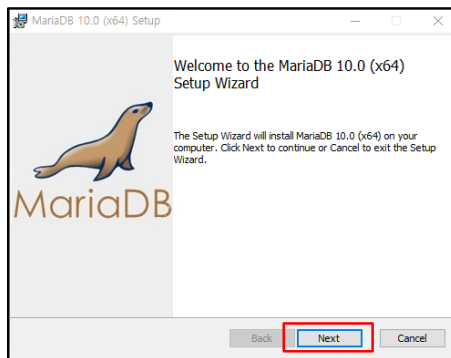 MariaDB 10.0 (x64) Setup
Welcome to the MariaDB 10.0 (x64)
Setup Wizard
The Setup Wizard will install MariaDB 10.0 (x64) on your
computer. Click Next to continue or Cancel to exit the Setup
Wizard.
MariaDB
Back
Next
Cancel